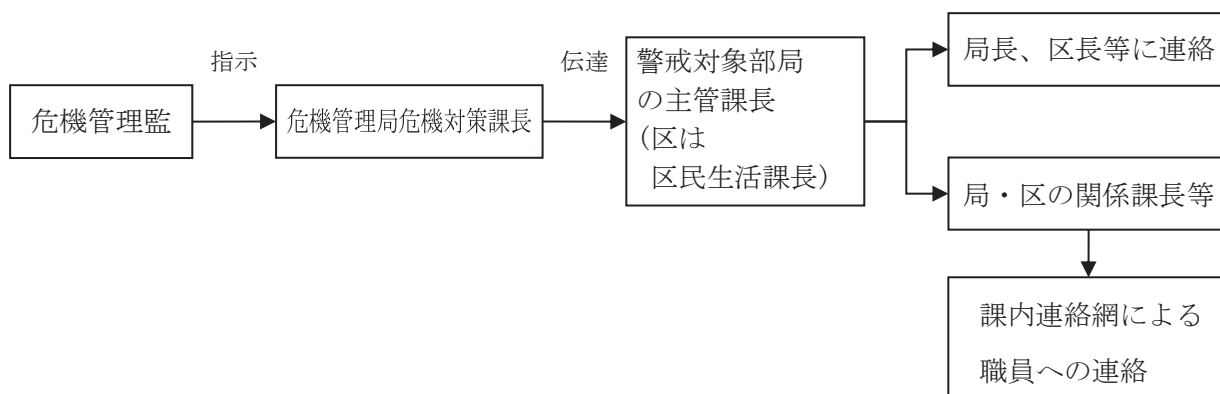 危機管理監
指示
危機管理局危機対策課長
伝達
警戒対象部局
の主管課長
（区は
区民生活課長）
局長、区長等に連絡
局・区の関係課長等
課内連絡網による
職員への連絡